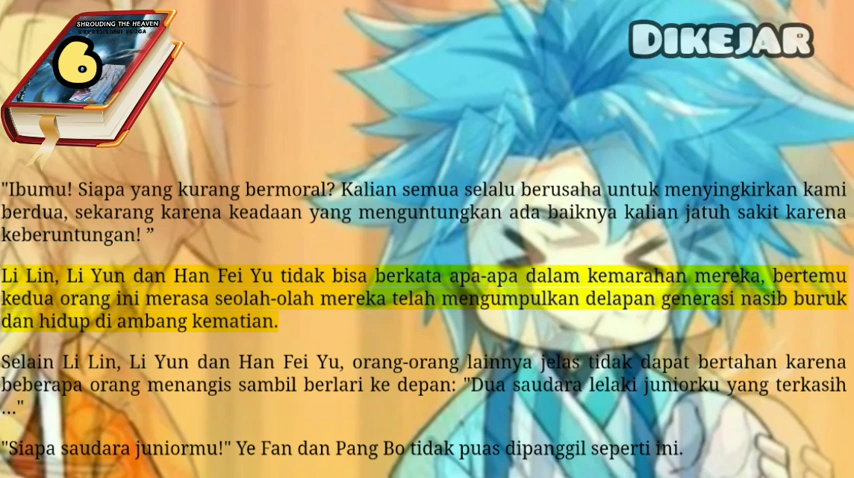 SHROUDING THE HEAVEN
6
DIKEJAR
"Ibumu! Siapa yang kurang bermoral? Kalian semua selalu berusaha untuk menyingkirkan kami
berdua, sekarang karena keadaan yang menguntungkan ada baiknya kalian jatuh sakit karena
keberuntungan! ”
Li Lin, Li Yun dan Han Fei Yu tidak bisa berkata apa-apa dalam kemarahan mereka, bertemu
kedua orang ini merasa seolah-olah mereka telah mengumpulkan delapan generasi nasib buruk
dan hidup di ambang kematian.
Selain Li Lin, Li Yun dan Han Fei Yu, orang-orang lainnya jelas tidak dapat bertahan karena
beberapa orang menangis sambil berlari ke depan: "Dua saudara lelaki juniorku yang terkasih
..."
"Siapa saudara juniormu!" Ye Fan dan Pang Bo tidak puas dipanggil seperti ini.